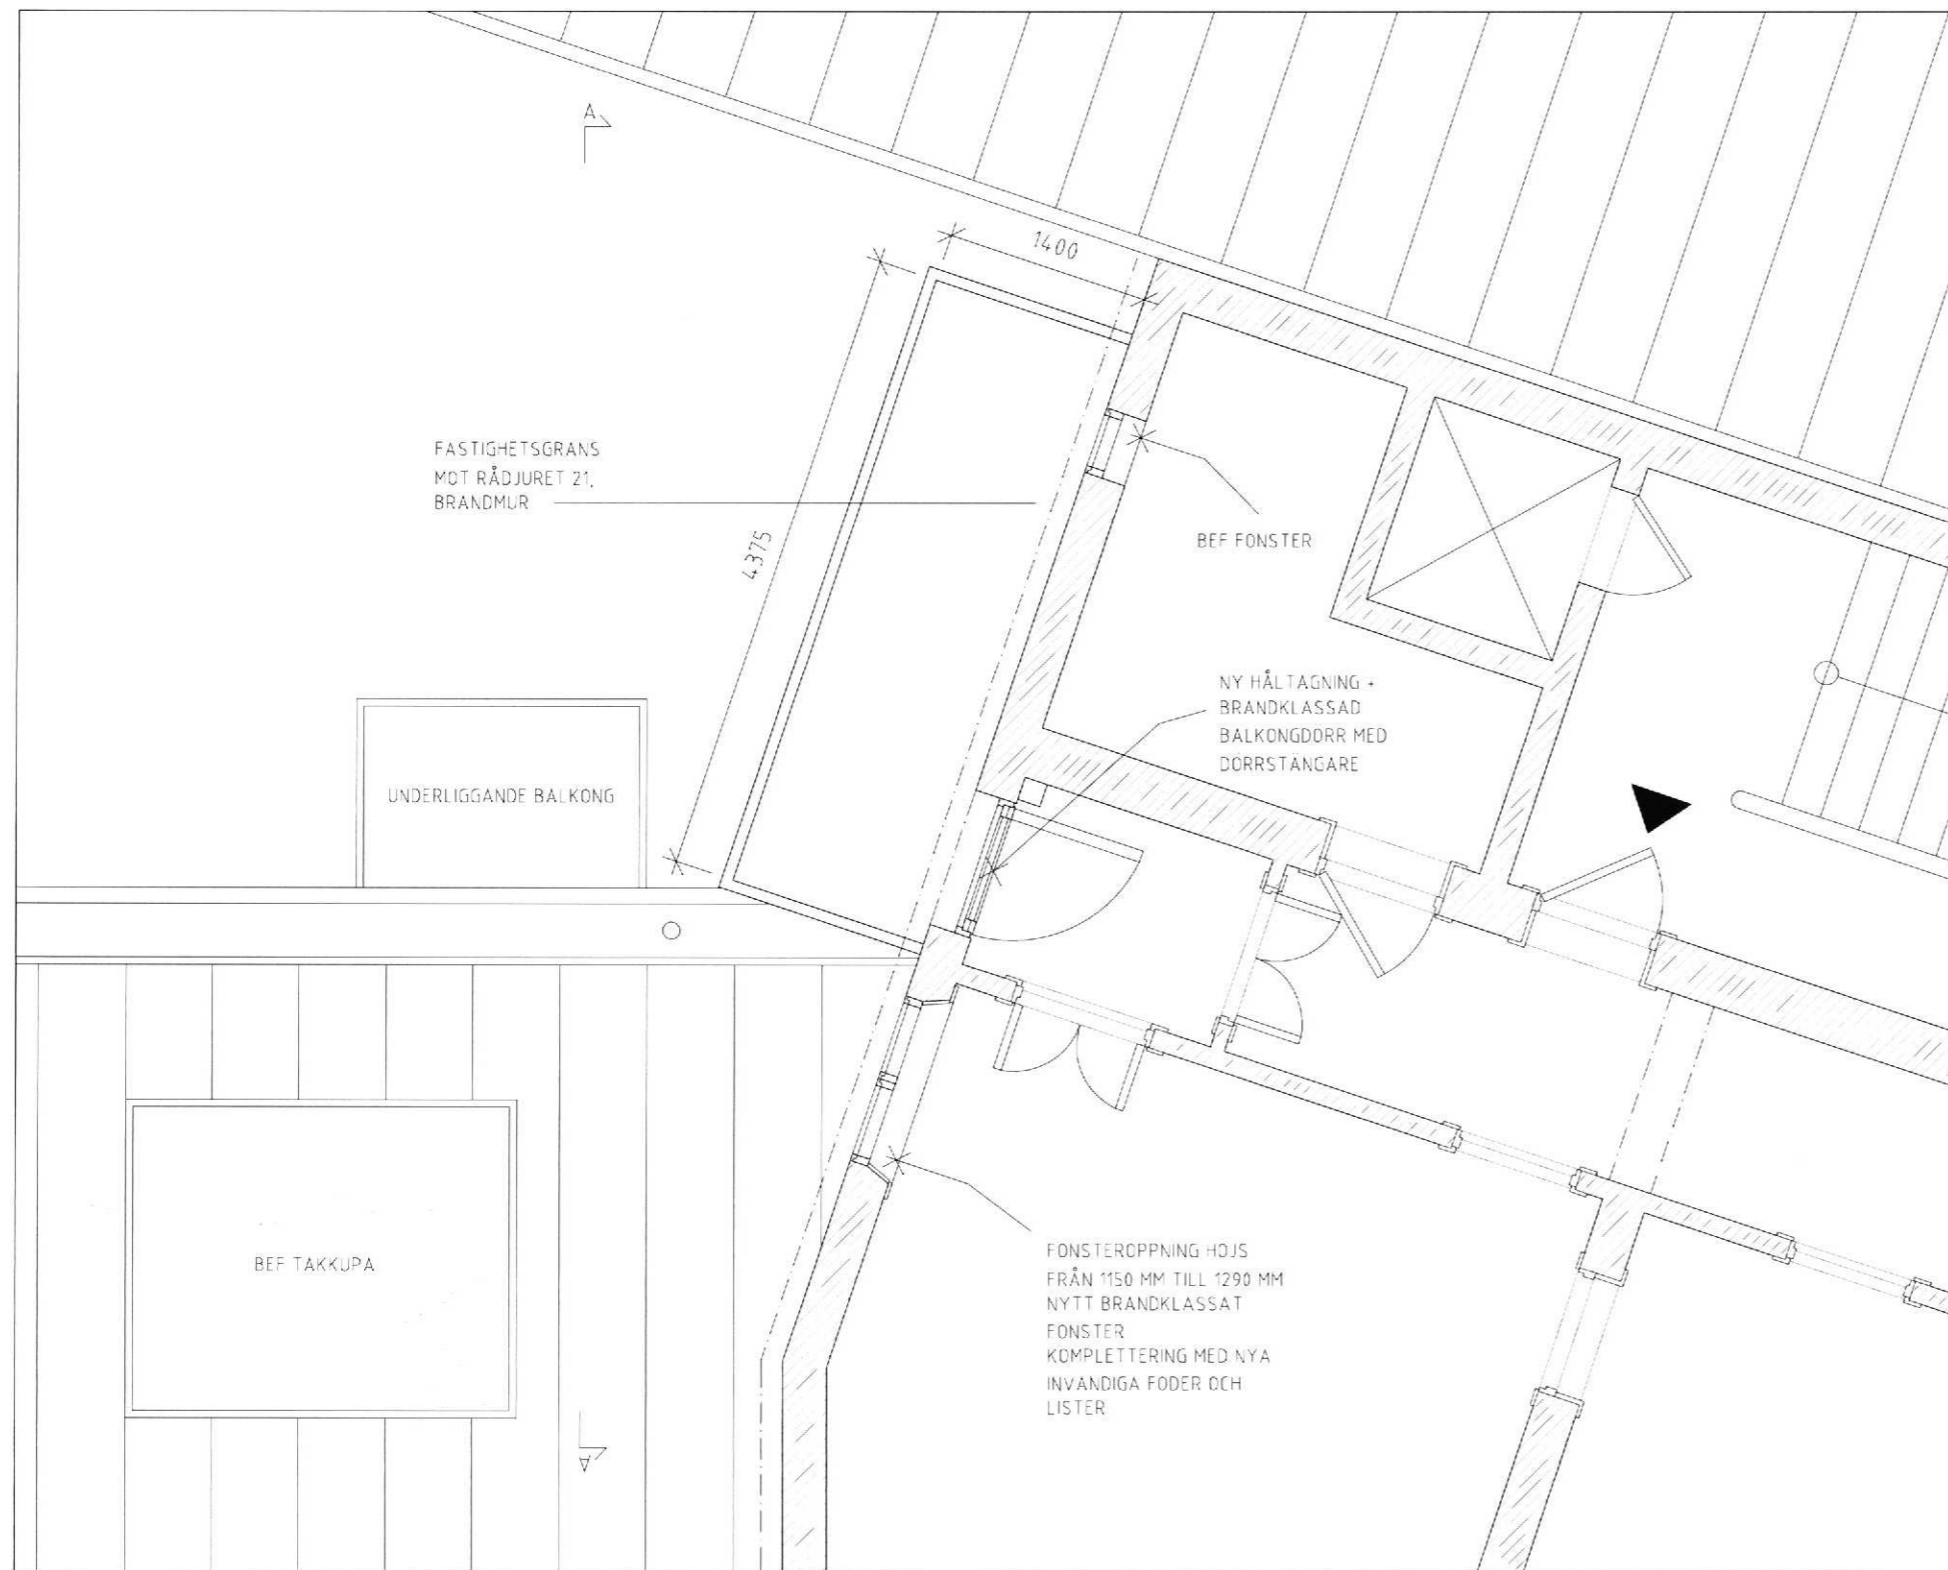 A
1400
FASTIGHETSGRANS
MOT RÅDJURET 21,
BRANDMUR
4375
BEF FONSTER
NY HÅLTAGNING +
BRANDKLASSAD
BALKONGDORR MED
DORRSTANGARE
UNDERLIGGANDE BALKONG
BEF TAKKUPA
FONSTEROPPNING HOJS
FRÅN 1150 MM TILL 1290 MM
NYTT BRANDKLASSAT
FONSTER
KOMPLETTERING MED NYA
INVANDIGA FODER OCH
LISTER
A